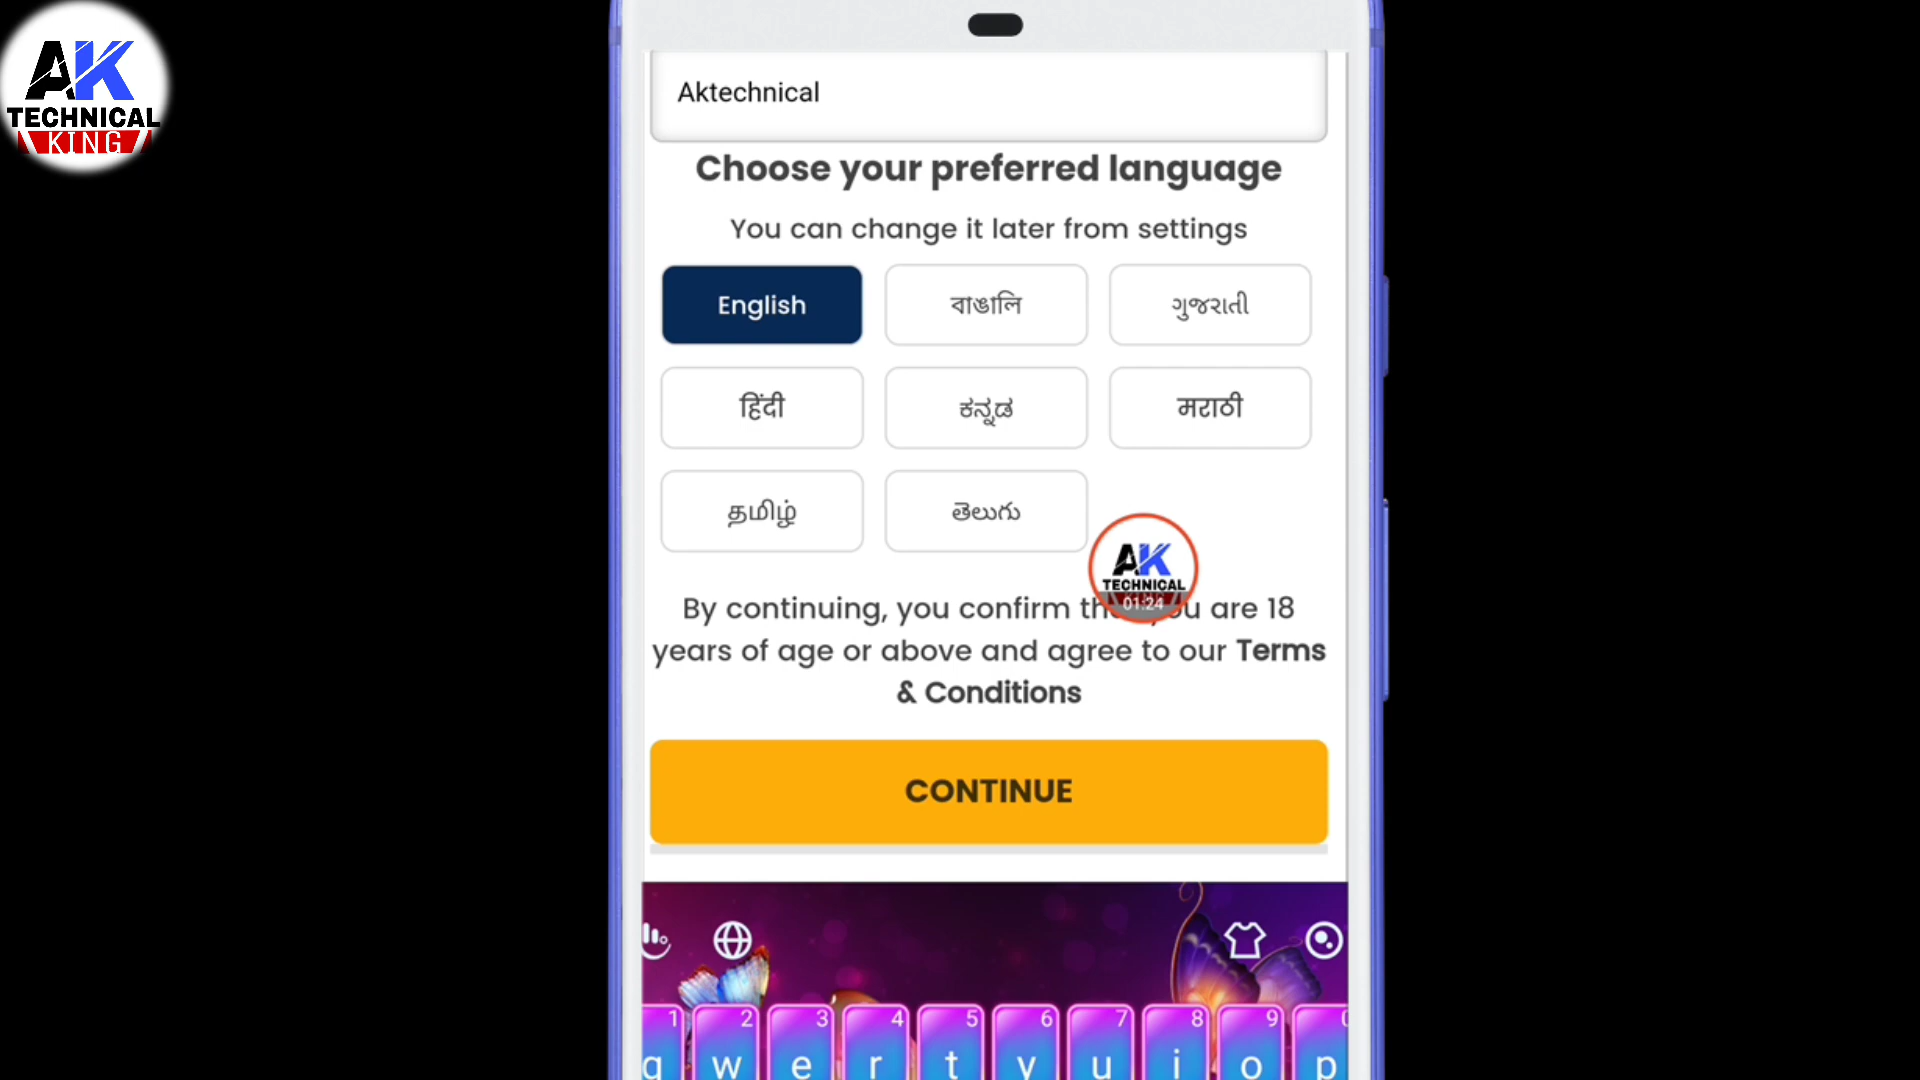 AK
TECHNICAL
KING
Aktechnical
Choose your preferred language
You can change it later from settings
English
বাঙালি
ગુજરાતી
हिंदी
ಕನ್ನಡ
मराठी
தமிழ்
తెలుగు
AK
TECHNICAL
01:24
By continuing, you confirm that you are 18
years of age or above and agree to our Terms
& Conditions
CONTINUE
1 2 3 4 5 6 7 8 9
q w e r t y u i o p